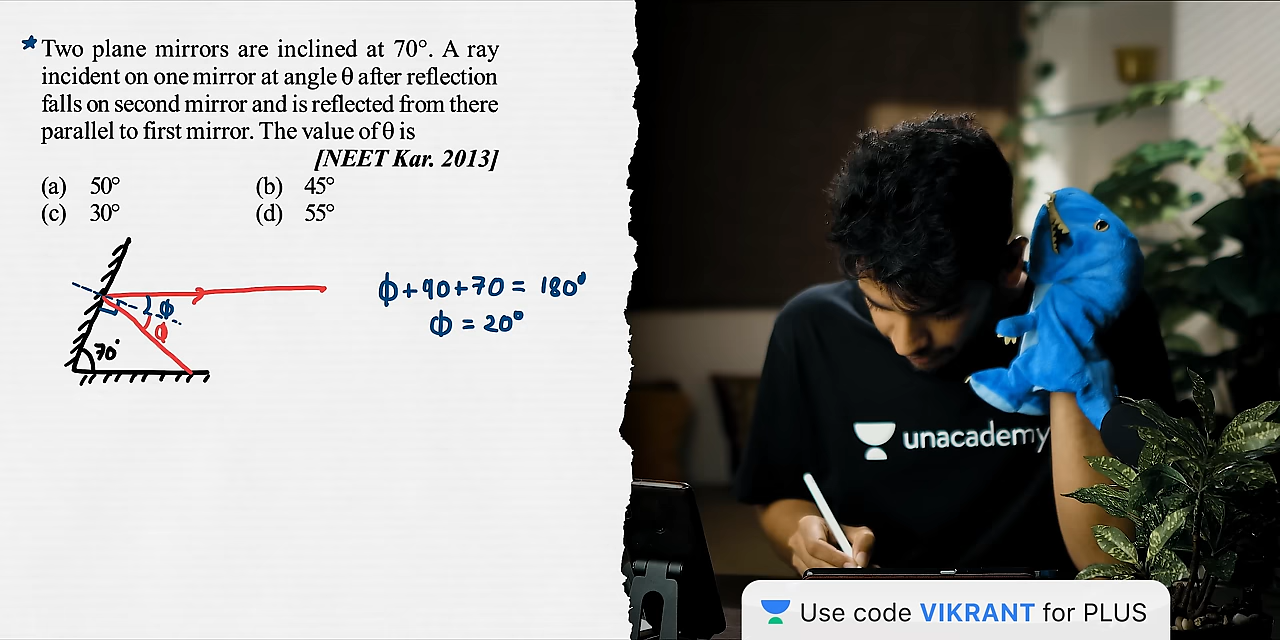 *Two plane mirrors are inclined at 70°. A ray
incident on one mirror at angle θ after reflection
falls on second mirror and is reflected from there
parallel to first mirror. The value of θ is
[NEET Kar. 2013]
(a) 50° (b) 45°
(c) 30° (d) 55°
ϕ+90+70 = 180°
ϕ = 20°
ϕ
ϕ
70°
unacademy
Use code VIKRANT for PLUS